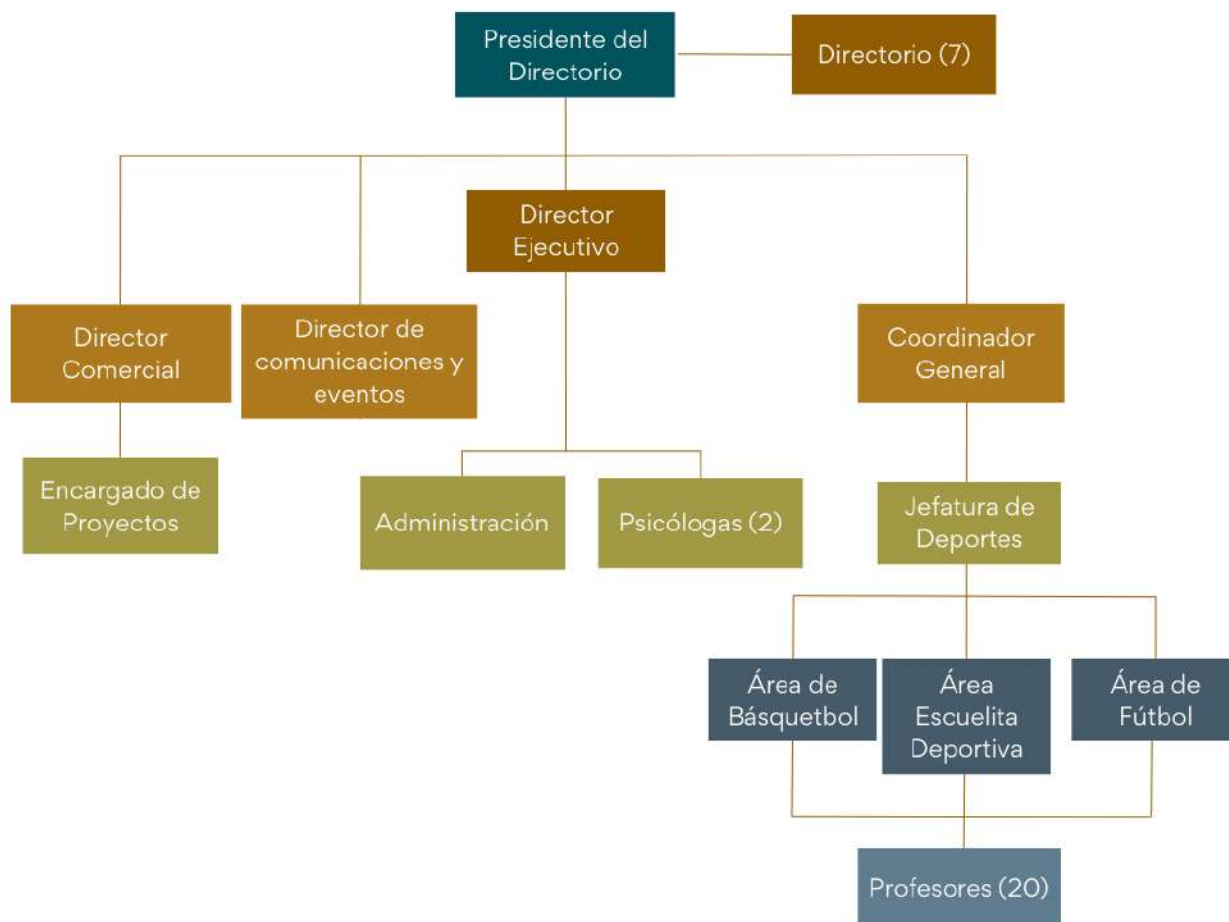 Presidente del
Directorio
Directorio (7)
Director
Ejecutivo
Director
Comercial
Director de
comunicaciones y
eventos
Coordinador
General
Encargado de
Proyectos
Administración
Psicólogas (2)
Jefatura de
Deportes
Área de
Básquetbol
Área
Escuelita
Deportiva
Área de
Fútbol
Profesores (20)